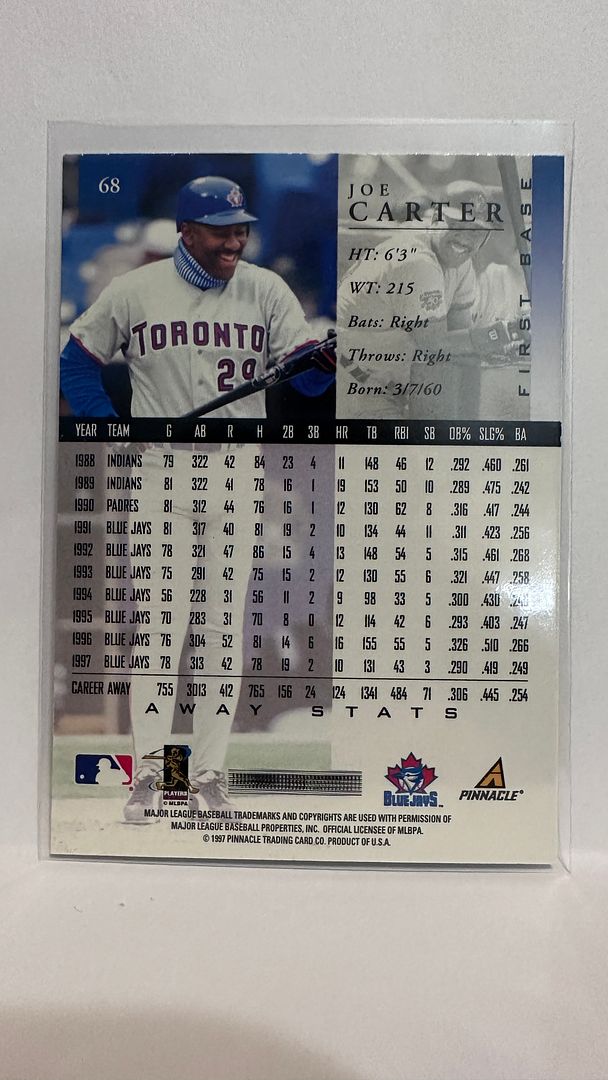 68
JOE
CARTER
HT: 6'3"
WT: 215
Bats: Right
Throws: Right
Born: 3/7/60
FIRST BASE
TORONTO
29
YEAR TEAM G AB R H 2B 3B HR TB RBI SB OB% SLG% BA
1988 INDIANS 79 322 42 84 23 4 11 148 46 12 .292 .460 .261
1989 INDIANS 81 322 41 78 16 1 19 153 50 10 .289 .475 .242
1990 PADRES 81 312 44 76 16 1 12 130 62 8 .316 .417 .244
1991 BLUE JAYS 81 317 40 81 19 2 10 134 44 11 .311 .423 .256
1992 BLUE JAYS 78 321 47 86 15 4 13 148 54 5 .315 .461 .268
1993 BLUE JAYS 75 291 42 75 15 2 12 130 55 6 .321 .447 .258
1994 BLUE JAYS 56 228 31 56 11 2 9 98 33 5 .300 .430
1995 BLUE JAYS 70 283 31 70 8 0 12 114 42 6 .293 .403 .247
1996 BLUE JAYS 76 304 52 81 14 6 16 155 55 5 .326 .510 .266
1997 BLUE JAYS 78 313 42 78 19 2 10 131 43 3 .290 .419 .249
CAREER AWAY 755 3013 412 765 156 24 124 1341 484 71 .306 .445 .254
AWAY STATS
PLAYERS
© MLBPA
BLUE JAYS
PINNACLE®
MAJOR LEAGUE BASEBALL TRADEMARKS AND COPYRIGHTS ARE USED WITH PERMISSION OF
MAJOR LEAGUE BASEBALL PROPERTIES, INC. OFFICIAL LICENSEE OF MLBPA.
© 1997 PINNACLE TRADING CARD CO. PRODUCT OF U.S.A.